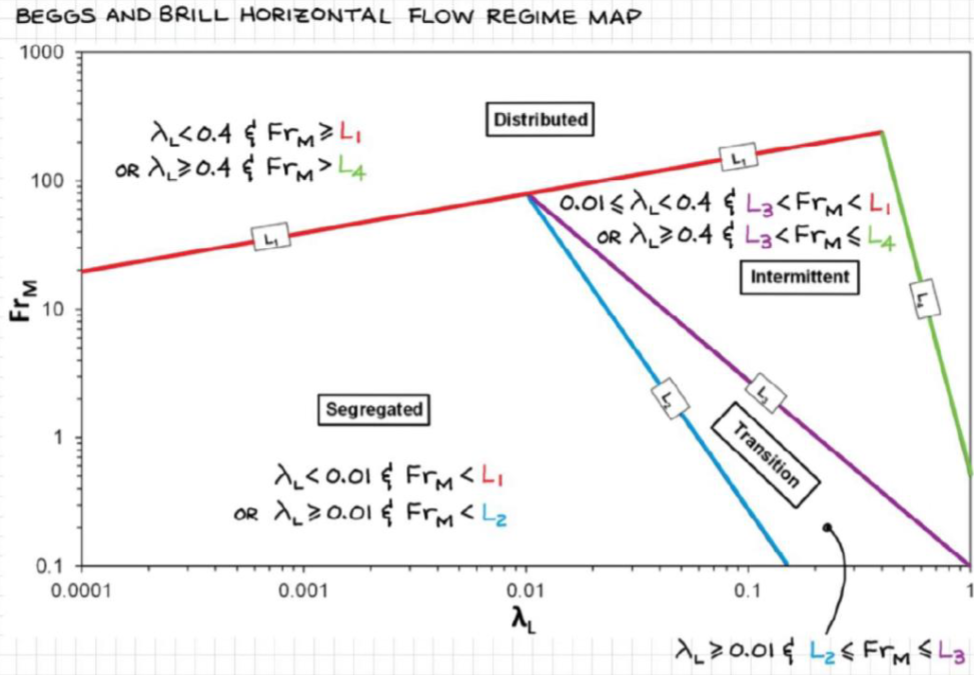 BEGGS AND BRILL HORIZONTAL FLOW REGIME MAP
1000
Distributed
λL<0.4 & FrM≥L1
OR λL≥0.4 & FrM>L4
L1
100
0.01≤λL<0.4 & L3<FrM<L1
OR λL≥0.4 & L3<FrM≤L4
L1
Intermittent
FrM
10
L4
L2
L3
Segregated
1
Transition
λL<0.01 & FrM<L1
OR λL≥0.01 & FrM<L2
0.1
0.0001
0.001
0.01
0.1
1
λL
λL≥0.01 & L2≤FrM≤L3